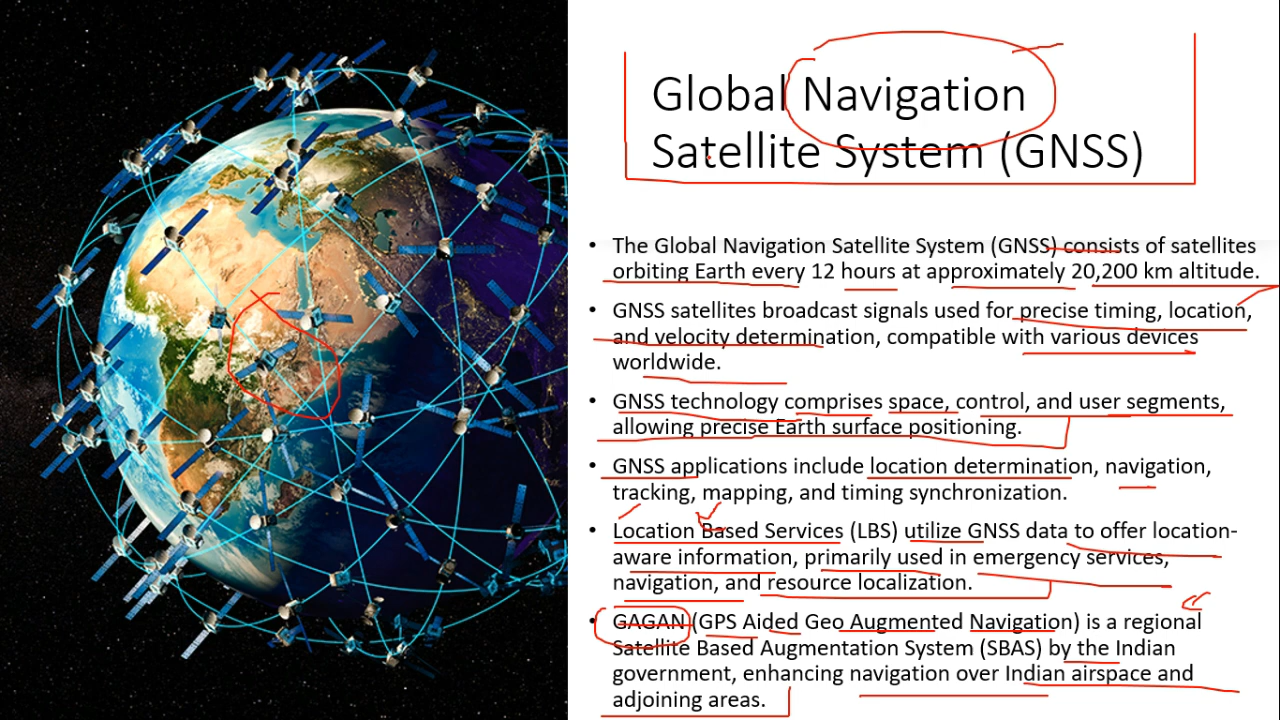 Global Navigation
Satellite System (GNSS)
• The Global Navigation Satellite System (GNSS) consists of satellites
orbiting Earth every 12 hours at approximately 20,200 km altitude.
• GNSS satellites broadcast signals used for precise timing, location,
and velocity determination, compatible with various devices
worldwide.
• GNSS technology comprises space, control, and user segments,
allowing precise Earth surface positioning.
• GNSS applications include location determination, navigation,
tracking, mapping, and timing synchronization.
• Location Based Services (LBS) utilize GNSS data to offer location-
aware information, primarily used in emergency services,
navigation, and resource localization.
• GAGAN (GPS Aided Geo Augmented Navigation) is a regional
Satellite Based Augmentation System (SBAS) by the Indian
government, enhancing navigation over Indian airspace and
adjoining areas.